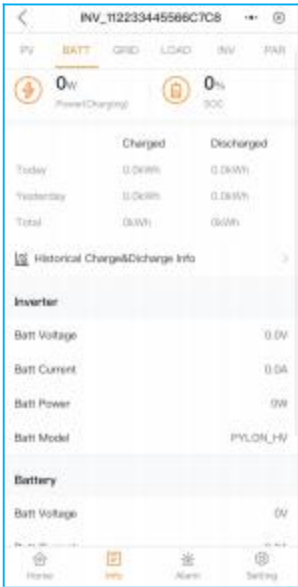 INV_112233445566C7C8
PV BATT GRID LOAD INV PAR
0W
Power(Charging)
0%
SOC
Charged Discharged
Today 0.0kWh 0.0kWh
Yesterday 0.0kWh 0.0kWh
Total 0kWh 0kWh
Historical Charge&Dicharge Info
Inverter
Batt Voltage 0.0V
Batt Current 0.0A
Batt Power 0W
Batt Model PYLON_HV
Battery
Batt Voltage 0V
Home Info Alarm Setting